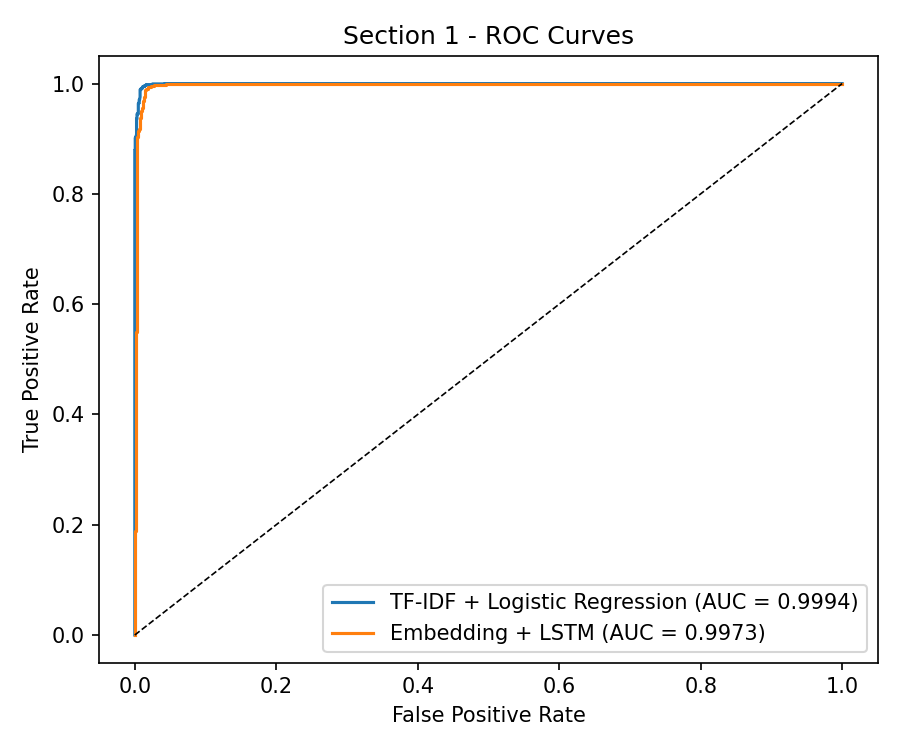 Section 1 - ROC Curves
True Positive Rate
1.0
0.8
0.6
0.4
0.2
0.0
TF-IDF + Logistic Regression (AUC = 0.9994)
Embedding + LSTM (AUC = 0.9973)
0.0 0.2 0.4 0.6 0.8 1.0
False Positive Rate